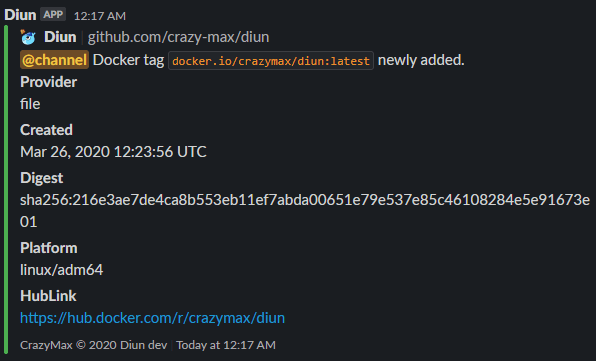 Diun APP 12:17 AM
Diun | github.com/crazy-max/diun
@channel Docker tag docker.io/crazymax/diun:latest newly added.
Provider
file
Created
Mar 26, 2020 12:23:56 UTC
Digest
sha256:216e3ae7de4ca8b553eb11ef7abda00651e79e537e85c46108284e5e91673e
01
Platform
linux/adm64
HubLink
https://hub.docker.com/r/crazymax/diun
CrazyMax © 2020 Diun dev | Today at 12:17 AM